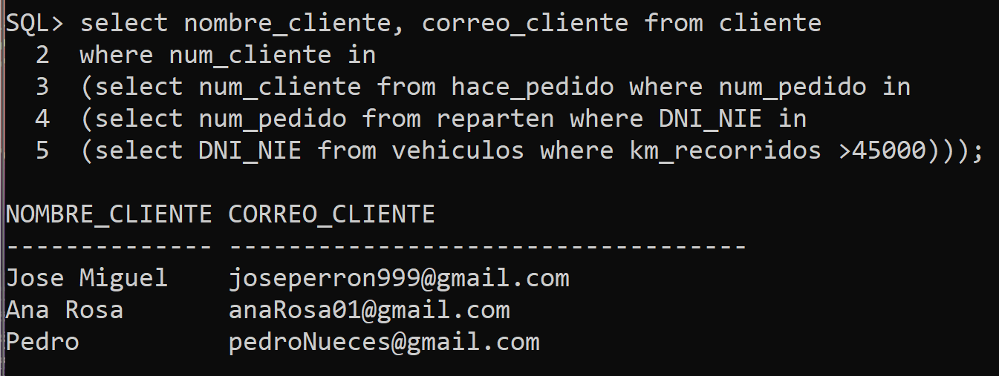 SQL> select nombre_cliente, correo_cliente from cliente
  2  where num_cliente in
  3  (select num_cliente from hace_pedido where num_pedido in
  4  (select num_pedido from reparten where DNI_NIE in
  5  (select DNI_NIE from vehiculos where km_recorridos >45000)));

NOMBRE_CLIENTE CORREO_CLIENTE
-------------- -----------------------------------
Jose Miguel    joseperron999@gmail.com
Ana Rosa       anaRosa01@gmail.com
Pedro          pedroNueces@gmail.com